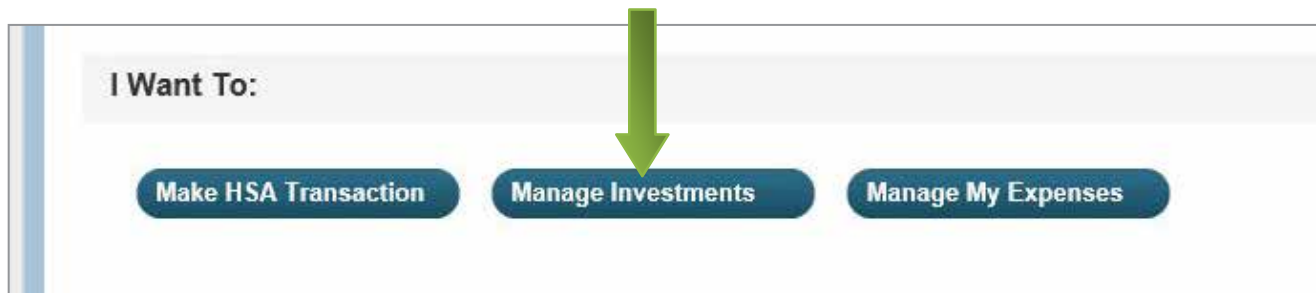 I Want To:
Make HSA Transaction Manage Investments Manage My Expenses